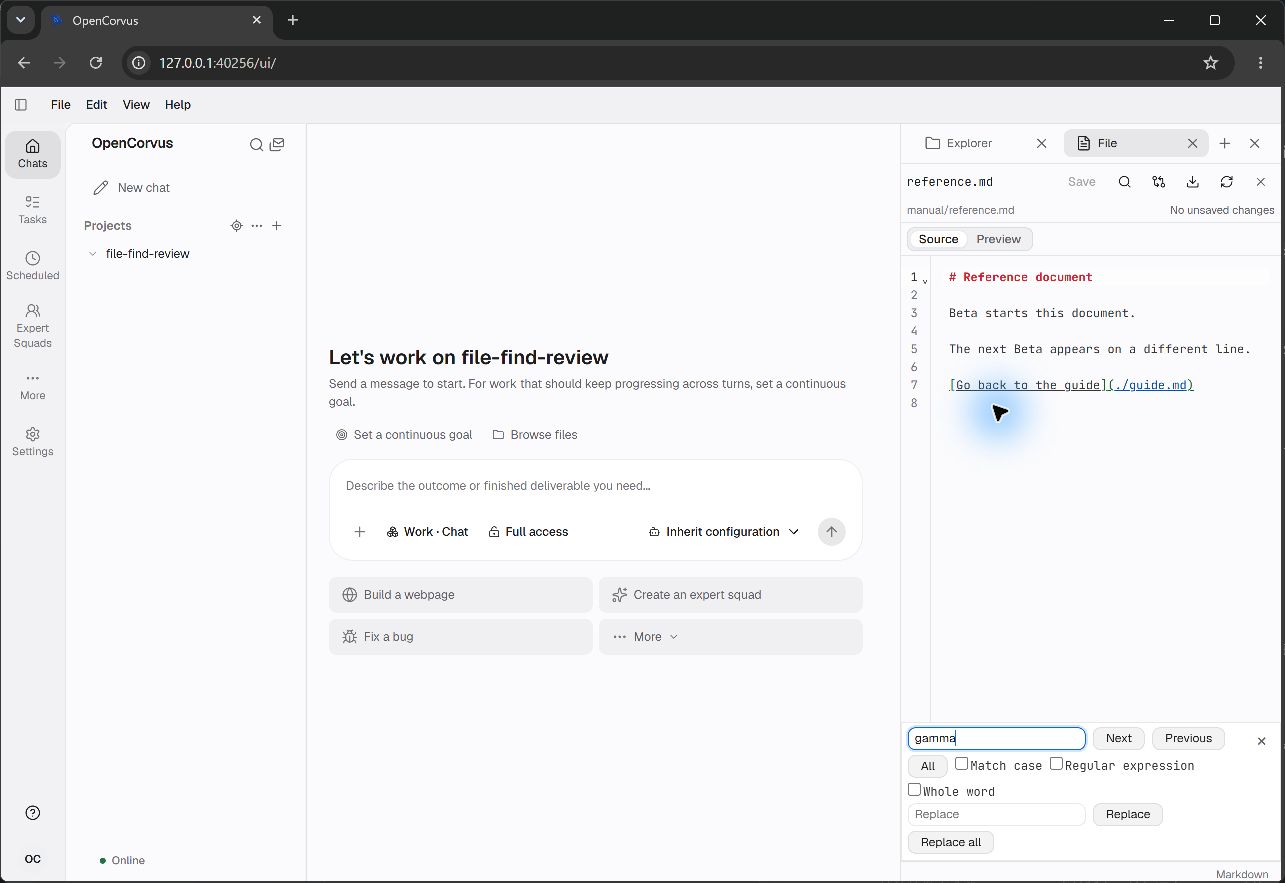 OpenCorvus
127.0.0.1:40256/ui/
File Edit View Help
Chats
Tasks
Scheduled
Expert
Squads
More
Settings
OC
OpenCorvus
New chat
Projects
file-find-review
Online
Let's work on file-find-review
Send a message to start. For work that should keep progressing across turns, set a continuous
goal.
Set a continuous goal Browse files
Describe the outcome or finished deliverable you need...
Work · Chat Full access Inherit configuration
Build a webpage Create an expert squad
Fix a bug More
Explorer File
reference.md Save
manual/reference.md No unsaved changes
Source Preview
1 # Reference document
2
3 Beta starts this document.
4
5 The next Beta appears on a different line.
6
7 [Go back to the guide](./guide.md)
8
gamma Next Previous
All Match case Regular expression
Whole word
Replace Replace
Replace all
Markdown